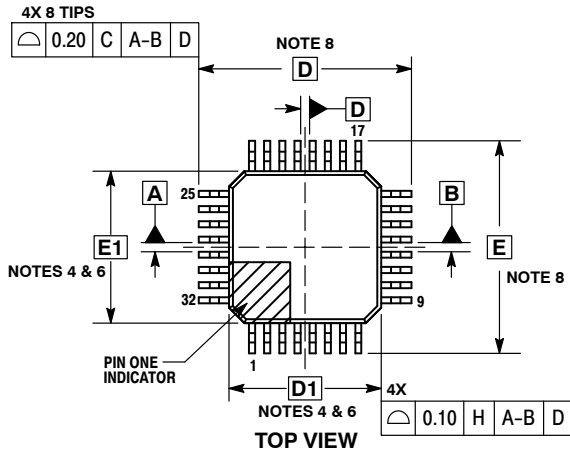 4X 8 TIPS
⌓ 0.20 C A-B D
NOTE 8
D
D
17
A
25
B
E1
E
NOTES 4 & 6
NOTE 8
32
9
PIN ONE
INDICATOR
1
D1
4X
NOTES 4 & 6
⌓ 0.10 H A-B D
TOP VIEW